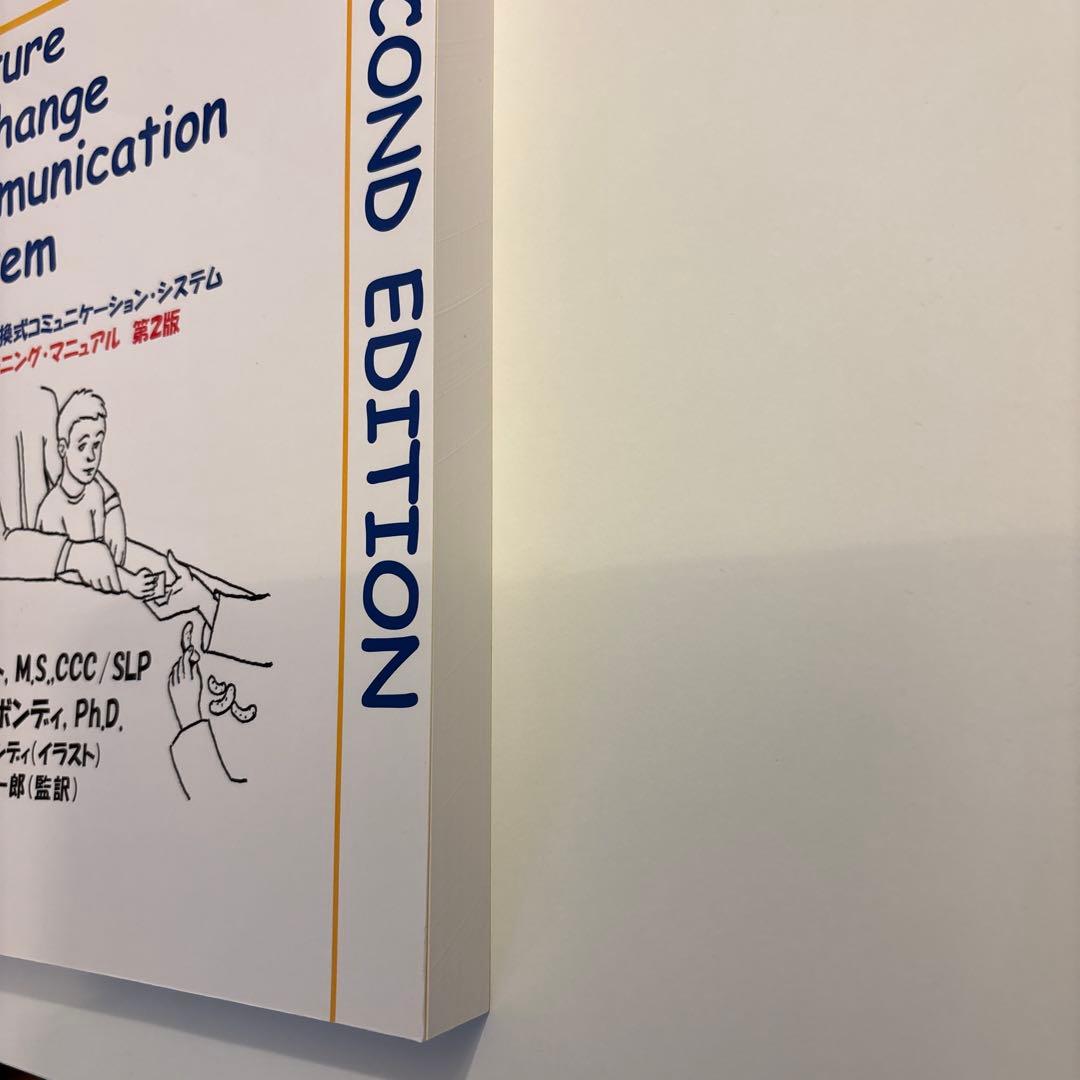 ture
hange
munication
em
換式コミュニケーション・システム
ニング・マニュアル 第2版
ト, M.S.,CCC/SLP
ボンディ, Ph.D.
ンディ(イラスト)
一郎(監訳)
COND EDITION